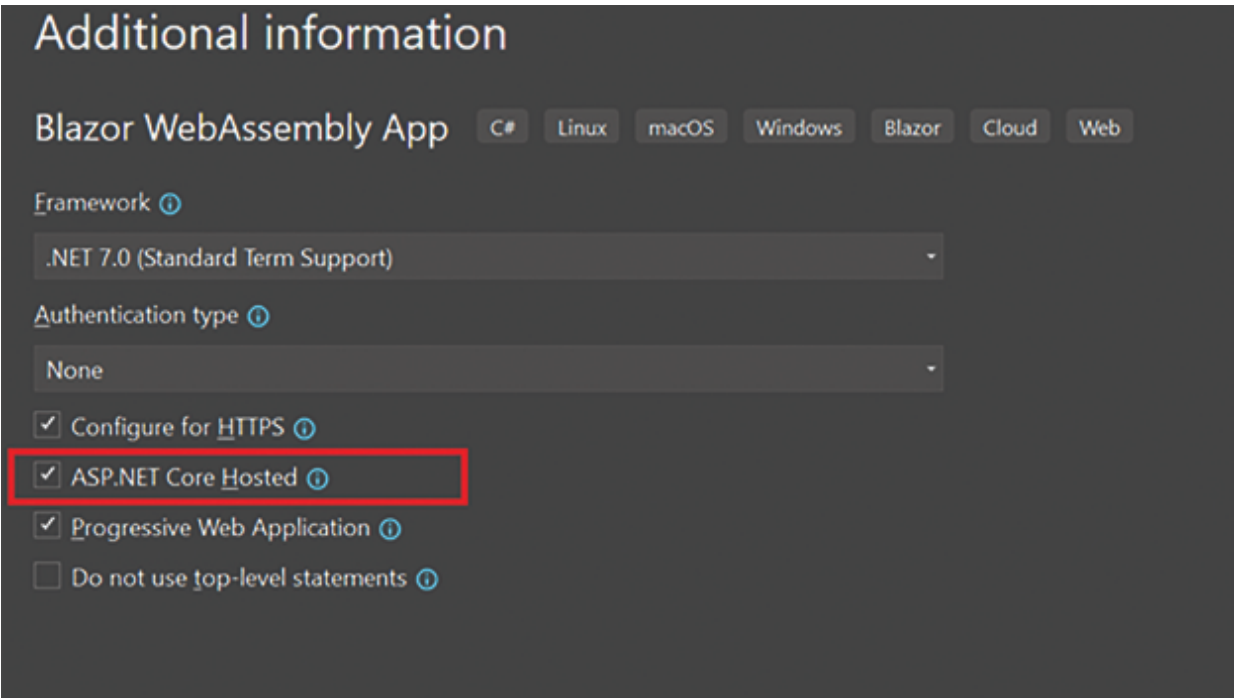 Additional information
Blazor WebAssembly App C# Linux macOS Windows Blazor Cloud Web
Framework
.NET 7.0 (Standard Term Support)
Authentication type
None
Configure for HTTPS
ASP.NET Core Hosted
Progressive Web Application
Do not use top-level statements